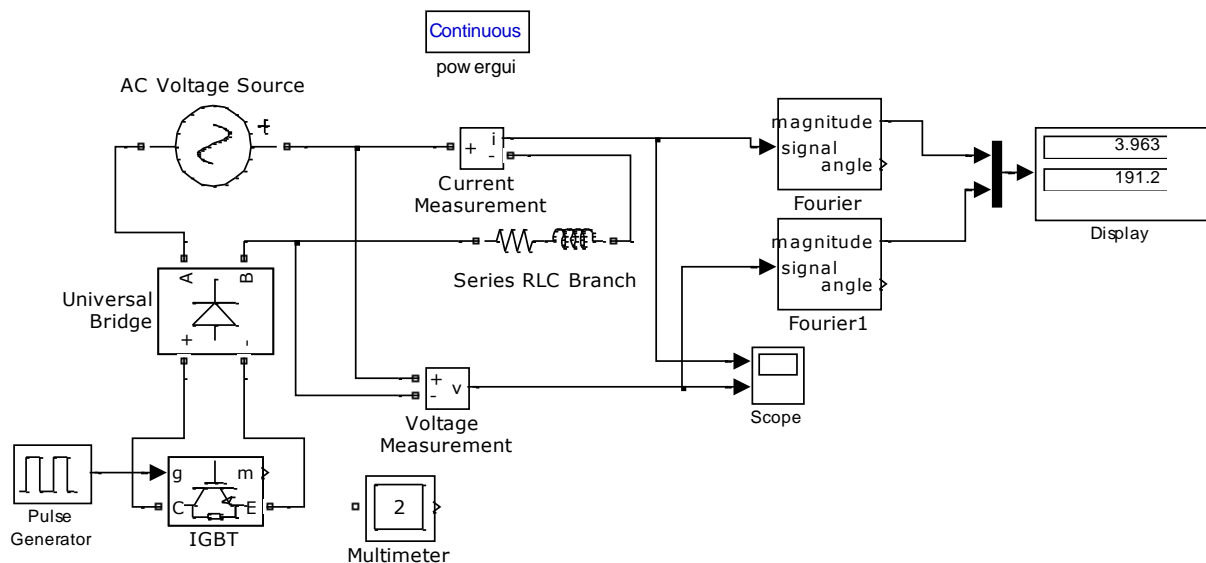 Continuous
powergui
AC Voltage Source
i
+
-
Current
Measurement
magnitude
signal
angle
Fourier
3.963
191.2
Display
A
B
+
-
Universal
Bridge
Series RLC Branch
magnitude
signal
angle
Fourier1
+
-
v
Voltage
Measurement
Scope
g
m
C
E
IGBT
Pulse
Generator
2
Multimeter